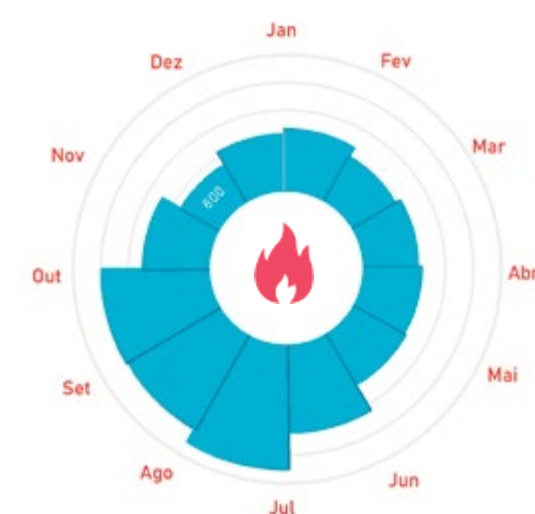 Jan
Fev
Mar
Abr
Mai
Jun
Jul
Ago
Set
Out
Nov
Dez
600